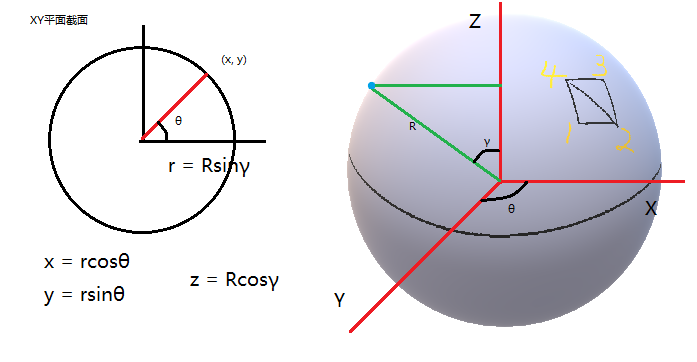 XY平面截面
(x, y)
θ
r = Rsinγ
x = rcosθ
y = rsinθ
z = Rcosγ
Z
4
3
R
γ
1
2
X
θ
Y